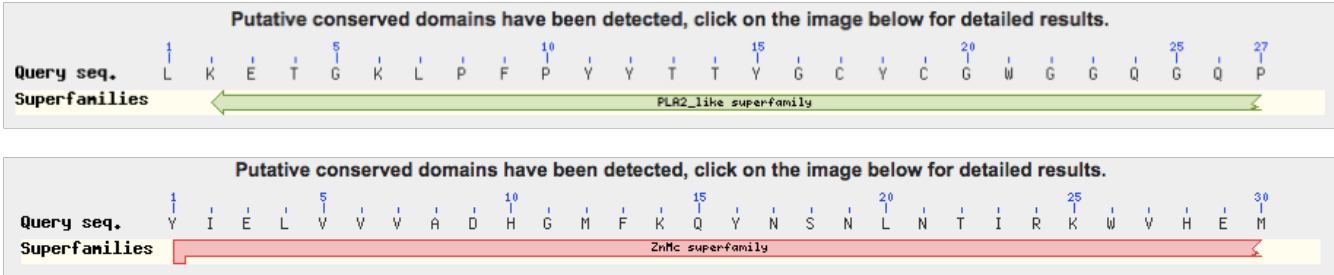 Putative conserved domains have been detected, click on the image below for detailed results.
1 5 10 15 20 25 27
Query seq. L K E T G K L P F P Y Y T T Y G C Y C G W G G Q G Q P
Superfamilies PLA2_like superfamily
Putative conserved domains have been detected, click on the image below for detailed results.
1 5 10 15 20 25 30
Query seq. Y I E L V V V A D H G M F K Q Y N S N L N T I R K W V H E M
Superfamilies ZnMc superfamily